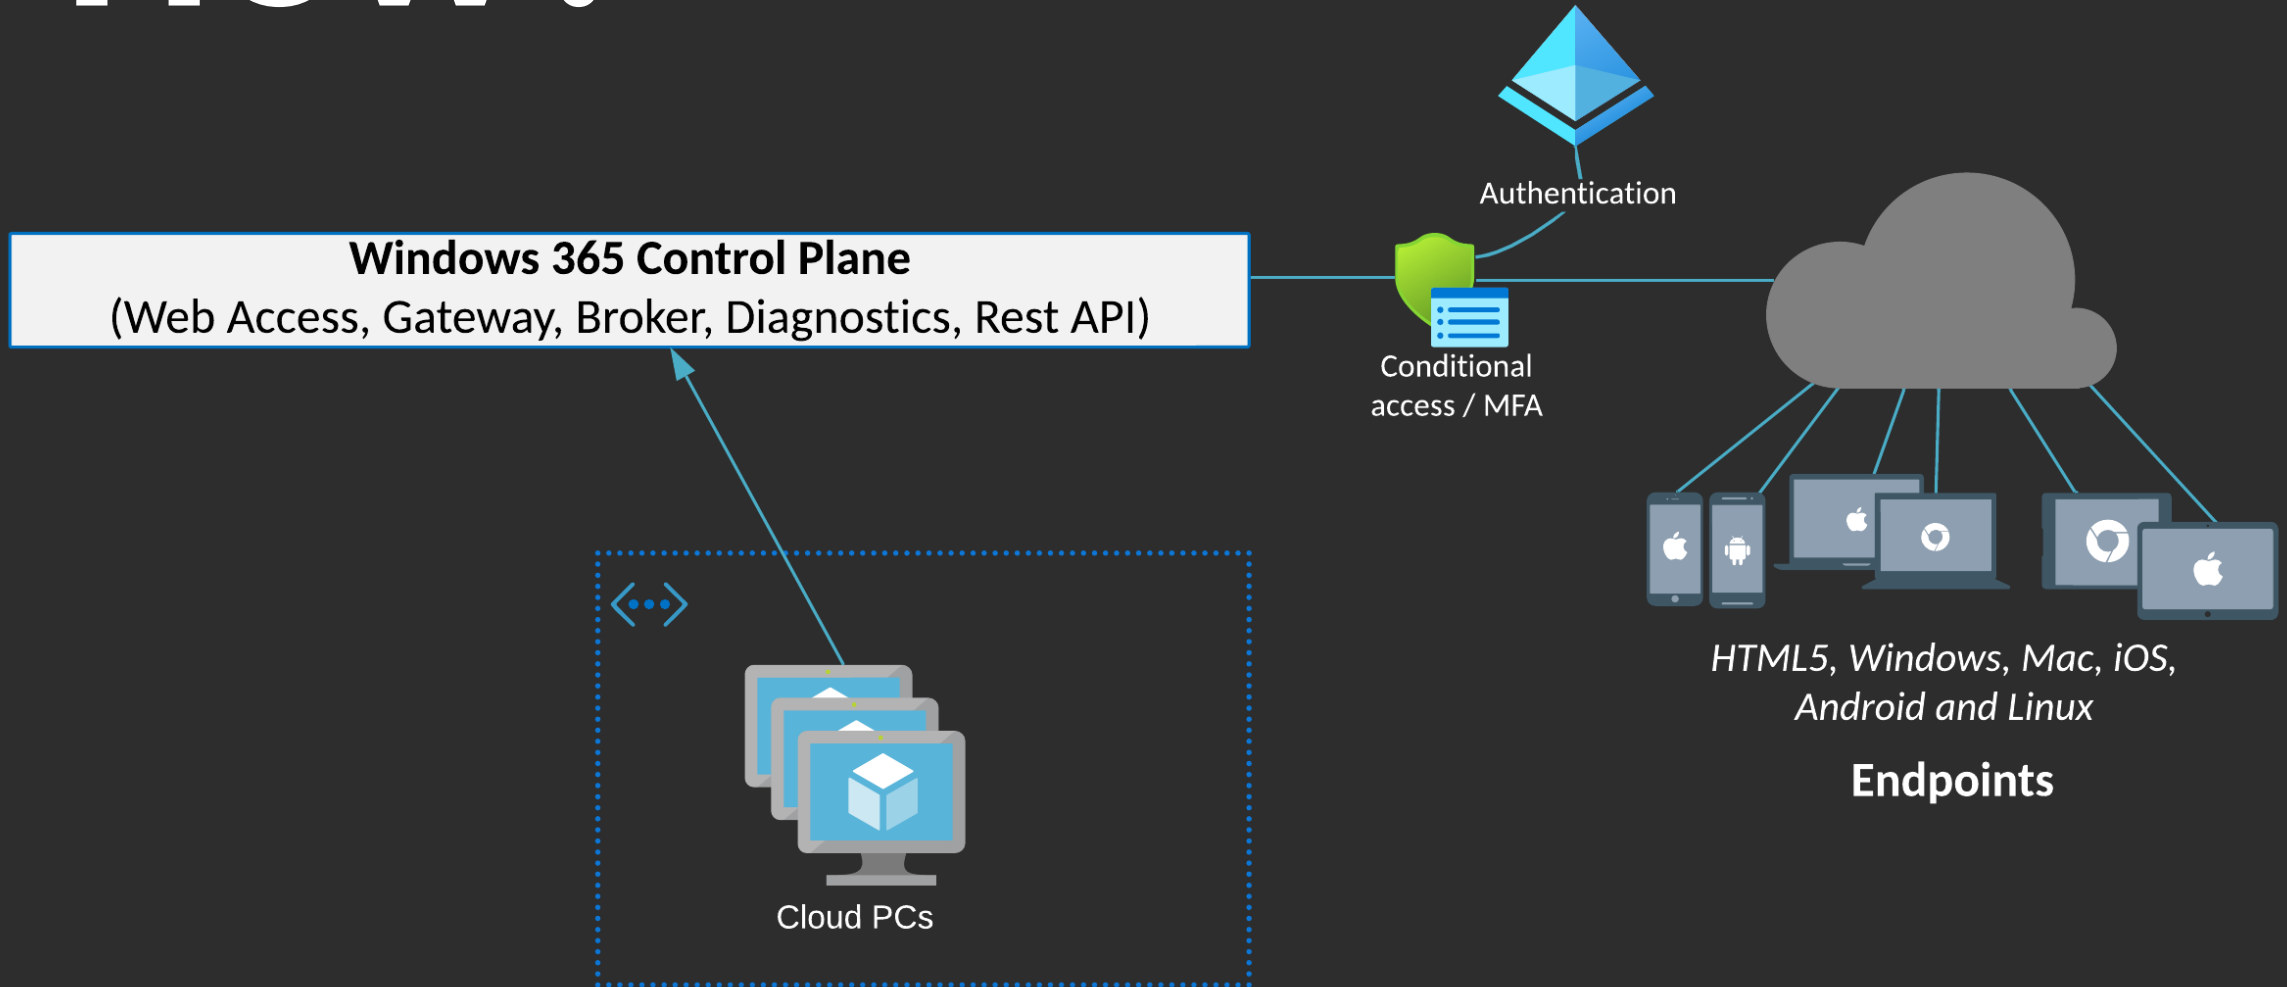 Authentication
Windows 365 Control Plane
(Web Access, Gateway, Broker, Diagnostics, Rest API)
Conditional
access / MFA
HTML5, Windows, Mac, iOS,
Android and Linux
Endpoints
Cloud PCs